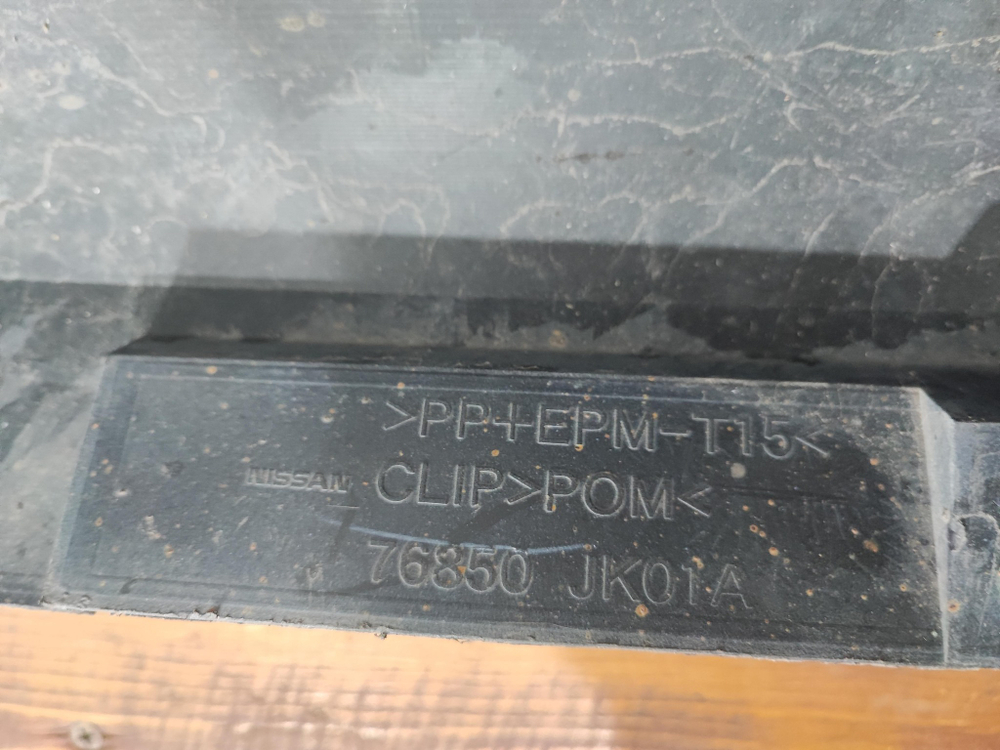 >PP+EPM-T15<
NISSAN CLIP>POM<
76850 JK01A